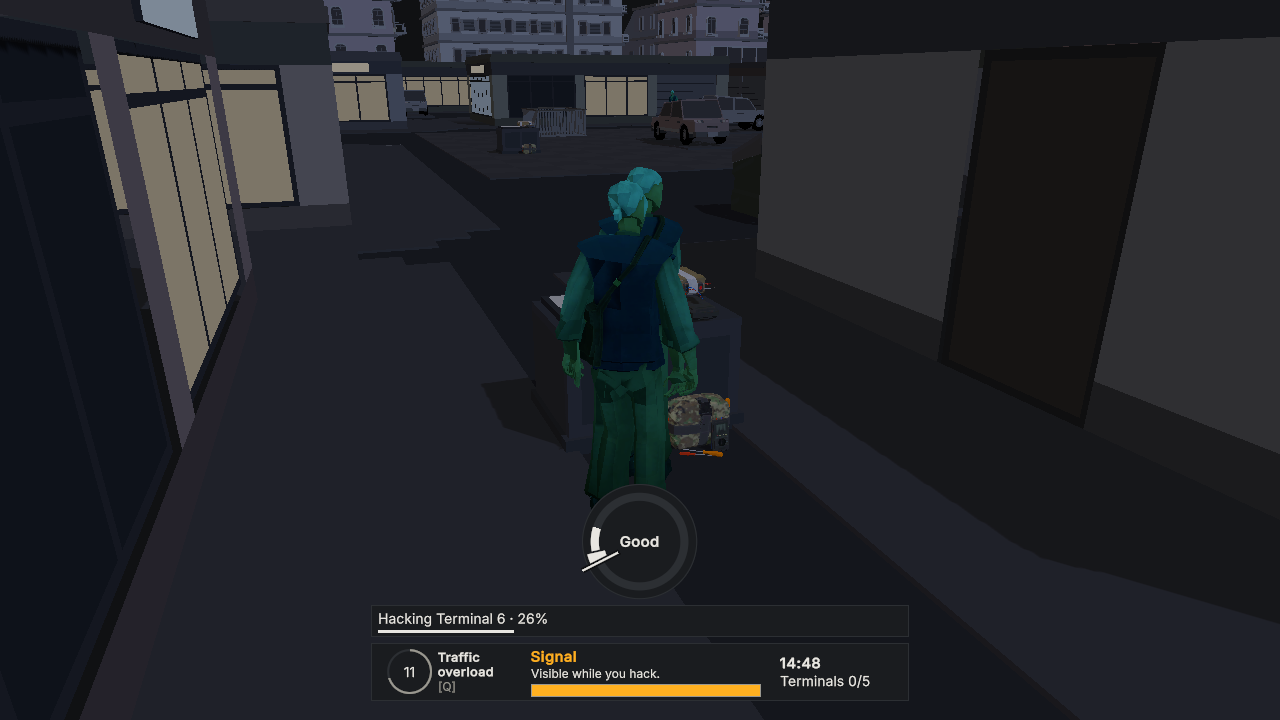 Good
Hacking Terminal 6 · 26%
11
Traffic
overload
[Q]
Signal
Visible while you hack.
14:48
Terminals 0/5